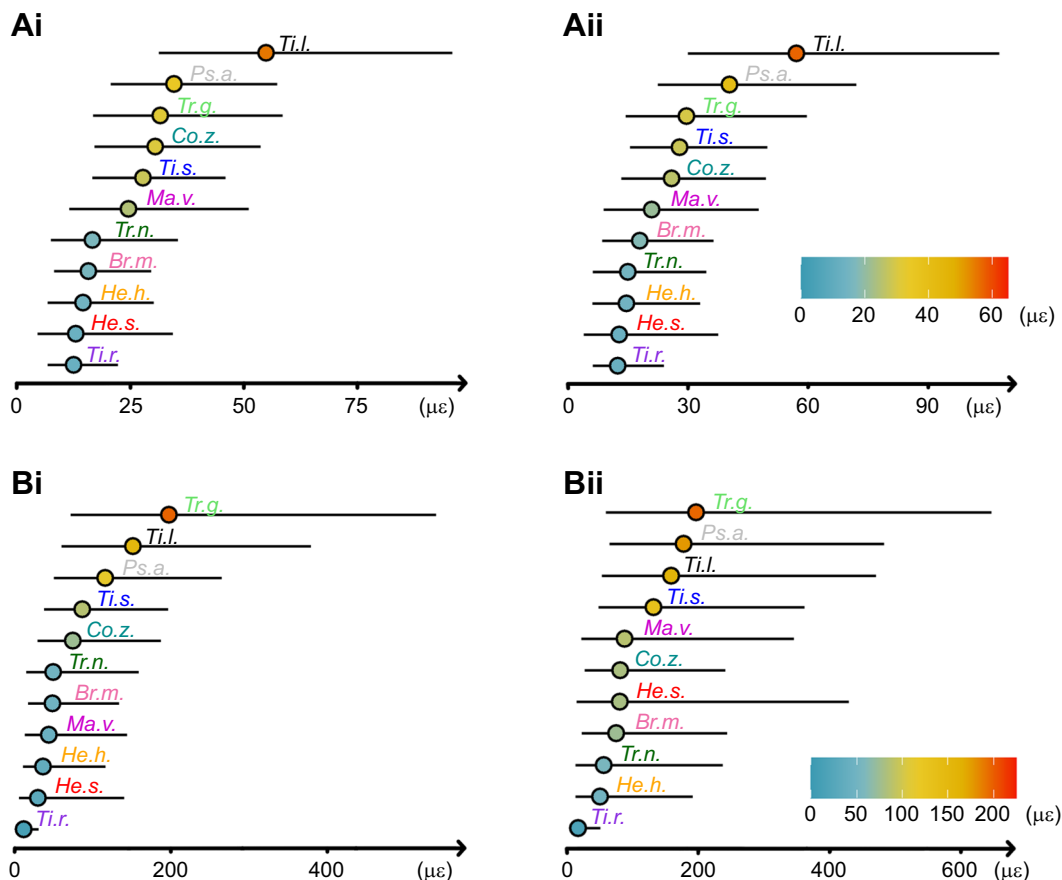 Ai
Ti.l.
Ps.a.
Tr.g.
Co.z.
Ti.s.
Ma.v.
Tr.n.
Br.m.
He.h.
He.s.
Ti.r.
0 25 50 75 (με)
Aii
Ti.l.
Ps.a.
Tr.g.
Ti.s.
Co.z.
Ma.v.
Br.m.
Tr.n.
He.h.
He.s.
Ti.r.
0 20 40 60 (με)
0 30 60 90 (με)
Bi
Tr.g.
Ti.l.
Ps.a.
Ti.s.
Co.z.
Tr.n.
Br.m.
Ma.v.
He.h.
He.s.
Ti.r.
0 200 400 (με)
Bii
Tr.g.
Ps.a.
Ti.l.
Ti.s.
Ma.v.
Co.z.
He.s.
Br.m.
Tr.n.
He.h.
Ti.r.
0 50 100 150 200 (με)
0 200 400 600 (με)